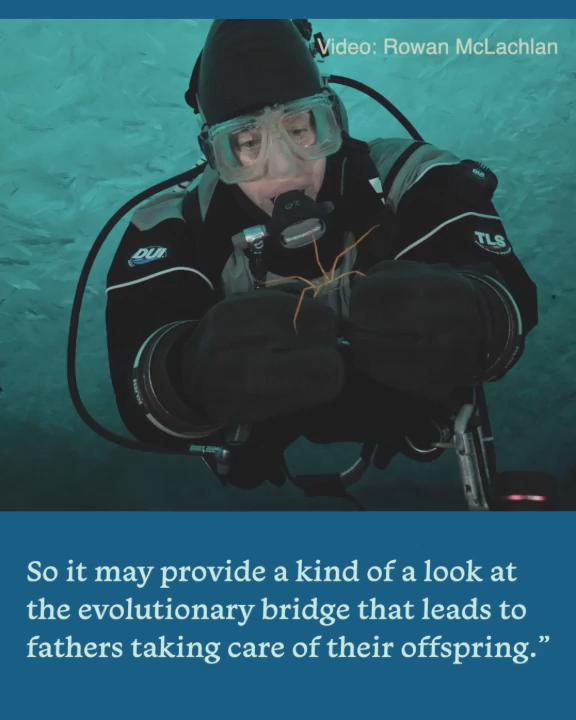 Video: Rowan McLachlan
DUI
TLS
So it may provide a kind of a look at
the evolutionary bridge that leads to
fathers taking care of their offspring.”